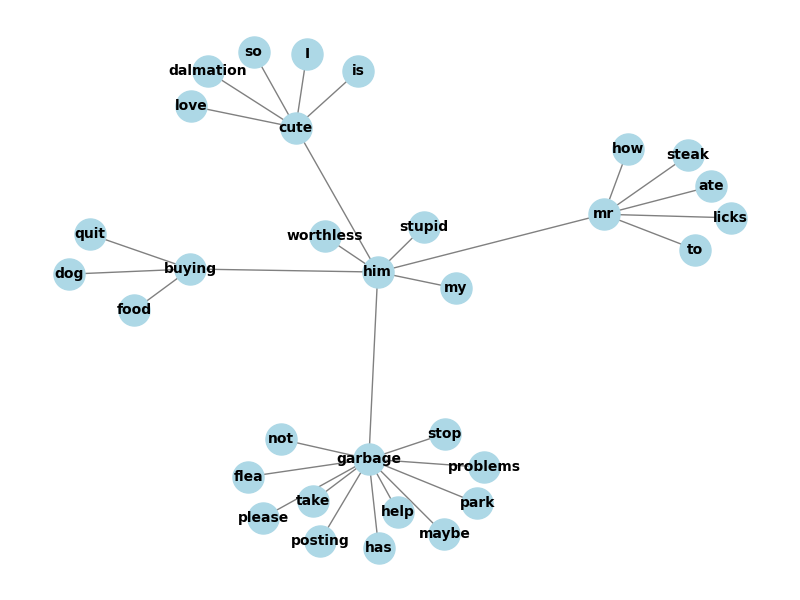 so
I
dalmation
is
love
cute
how
steak
ate
mr
licks
to
worthless
stupid
quit
buying
him
dog
my
food
not
stop
garbage
problems
flea
take
park
please
help
posting
maybe
has